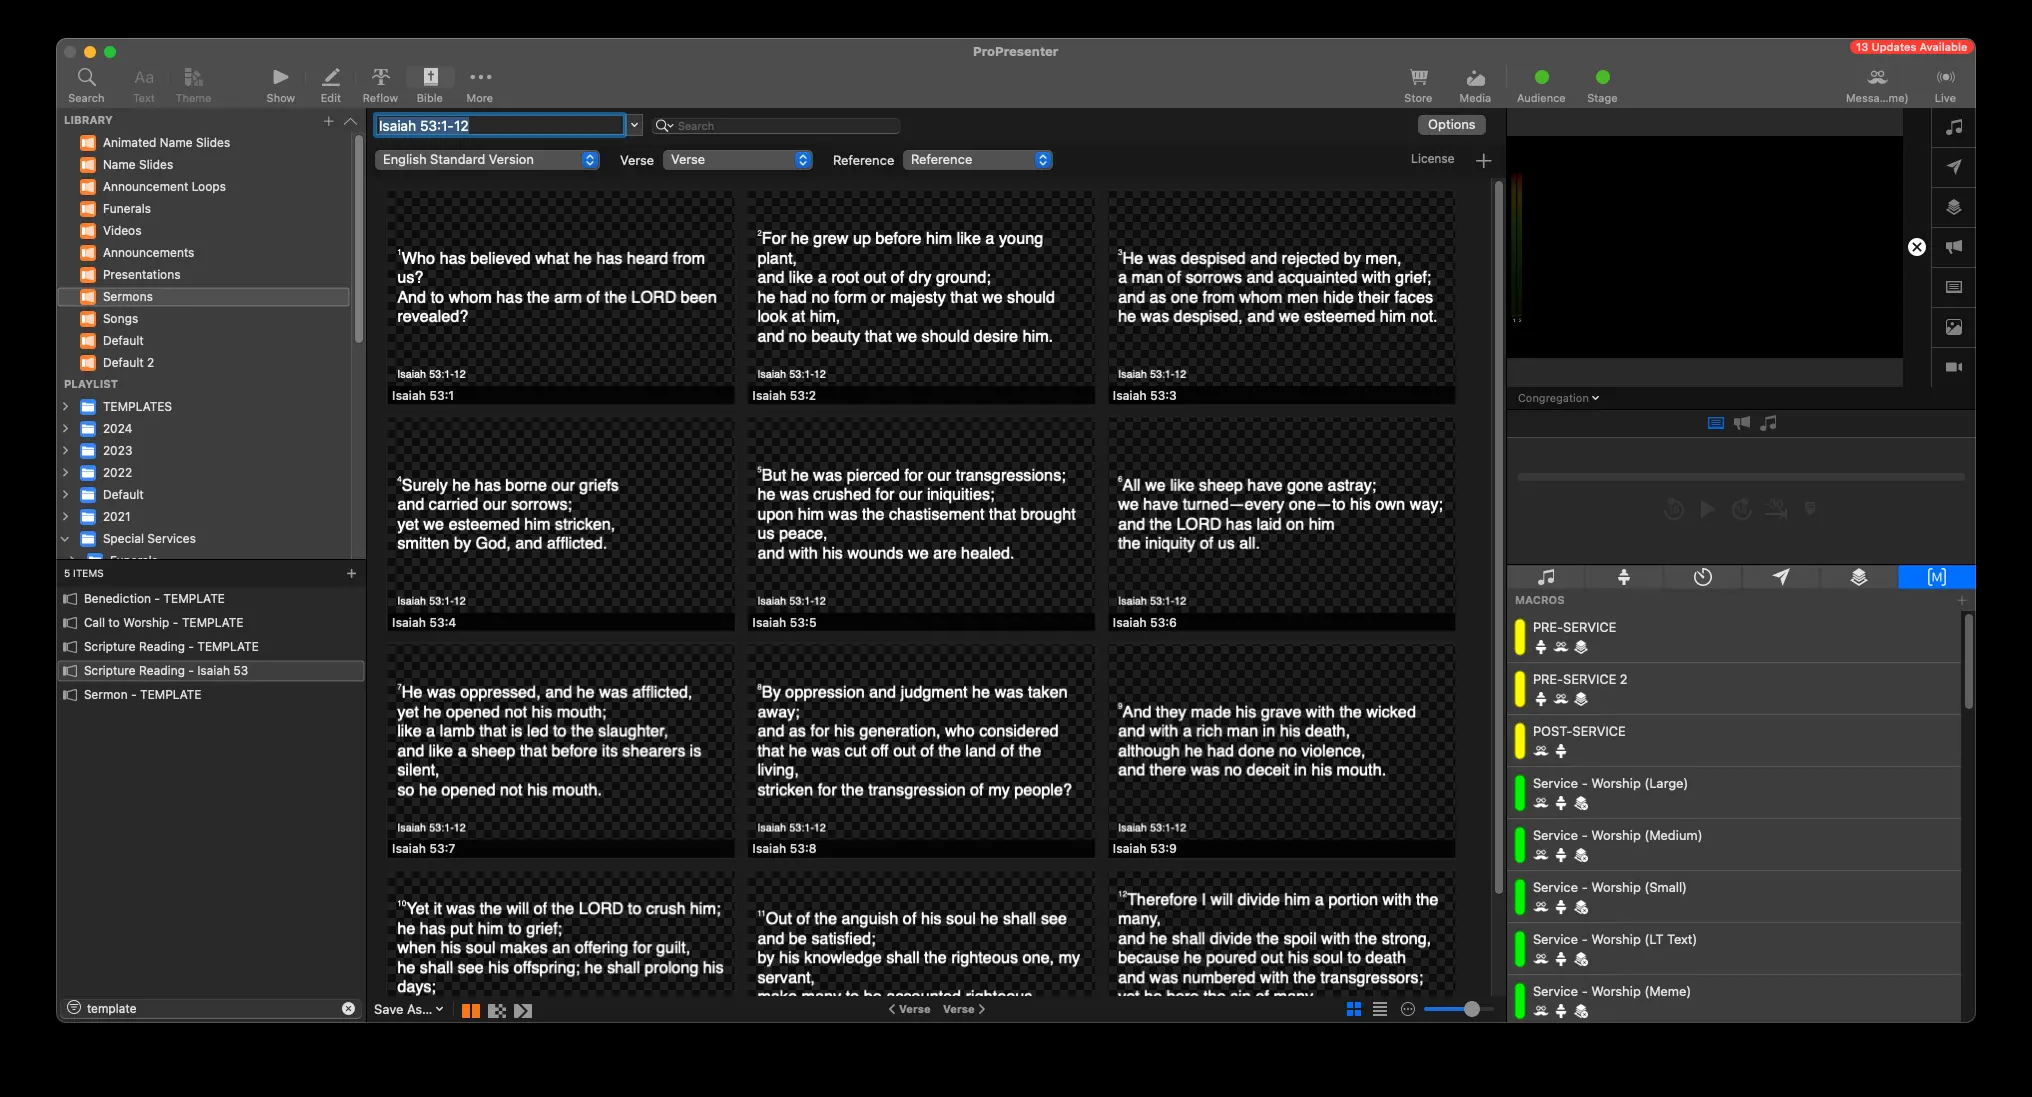 ProPresenter
13 Updates Available
Search
Text
Theme
Show
Edit
Reflow
Bible
More
Store
Media
Audience
Stage
Messa...me)
Live
LIBRARY
Animated Name Slides
Name Slides
Announcement Loops
Funerals
Videos
Announcements
Presentations
Sermons
Songs
Default
Default 2
PLAYLIST
TEMPLATES
2024
2023
2022
Default
2021
Special Services
Funerals
5 ITEMS
Benediction - TEMPLATE
Call to Worship - TEMPLATE
Scripture Reading - TEMPLATE
Scripture Reading - Isaiah 53
Sermon - TEMPLATE
template
Isaiah 53:1-12
Search
Options
English Standard Version
Verse
Verse
Reference
Reference
License
1Who has believed what he has heard from
us?
And to whom has the arm of the LORD been
revealed?
Isaiah 53:1-12
Isaiah 53:1
2For he grew up before him like a young
plant,
and like a root out of dry ground;
he had no form or majesty that we should
look at him,
and no beauty that we should desire him.
Isaiah 53:1-12
Isaiah 53:2
3He was despised and rejected by men,
a man of sorrows and acquainted with grief;
and as one from whom men hide their faces
he was despised, and we esteemed him not.
Isaiah 53:1-12
Isaiah 53:3
4Surely he has borne our griefs
and carried our sorrows;
yet we esteemed him stricken,
smitten by God, and afflicted.
Isaiah 53:1-12
Isaiah 53:4
5But he was pierced for our transgressions;
he was crushed for our iniquities;
upon him was the chastisement that brought
us peace,
and with his wounds we are healed.
Isaiah 53:1-12
Isaiah 53:5
6All we like sheep have gone astray;
we have turned—every one—to his own way;
and the LORD has laid on him
the iniquity of us all.
Isaiah 53:1-12
Isaiah 53:6
7He was oppressed, and he was afflicted,
yet he opened not his mouth;
like a lamb that is led to the slaughter,
and like a sheep that before its shearers is
silent,
so he opened not his mouth.
Isaiah 53:1-12
Isaiah 53:7
8By oppression and judgment he was taken
away;
and as for his generation, who considered
that he was cut off out of the land of the
living,
stricken for the transgression of my people?
Isaiah 53:1-12
Isaiah 53:8
9And they made his grave with the wicked
and with a rich man in his death,
although he had done no violence,
and there was no deceit in his mouth.
Isaiah 53:1-12
Isaiah 53:9
10Yet it was the will of the LORD to crush him;
he has put him to grief;
when his soul makes an offering for guilt,
he shall see his offspring; he shall prolong his
days;
11Out of the anguish of his soul he shall see
and be satisfied;
by his knowledge shall the righteous one, my
servant,
make many to be accounted righteous
12Therefore I will divide him a portion with the
many,
and he shall divide the spoil with the strong,
because he poured out his soul to death
and was numbered with the transgressors;
yet he bore the sin of many
Save As...
Verse
Verse
1 2
Congregation
[M]
MACROS
PRE-SERVICE
PRE-SERVICE 2
POST-SERVICE
Service - Worship (Large)
Service - Worship (Medium)
Service - Worship (Small)
Service - Worship (LT Text)
Service - Worship (Meme)